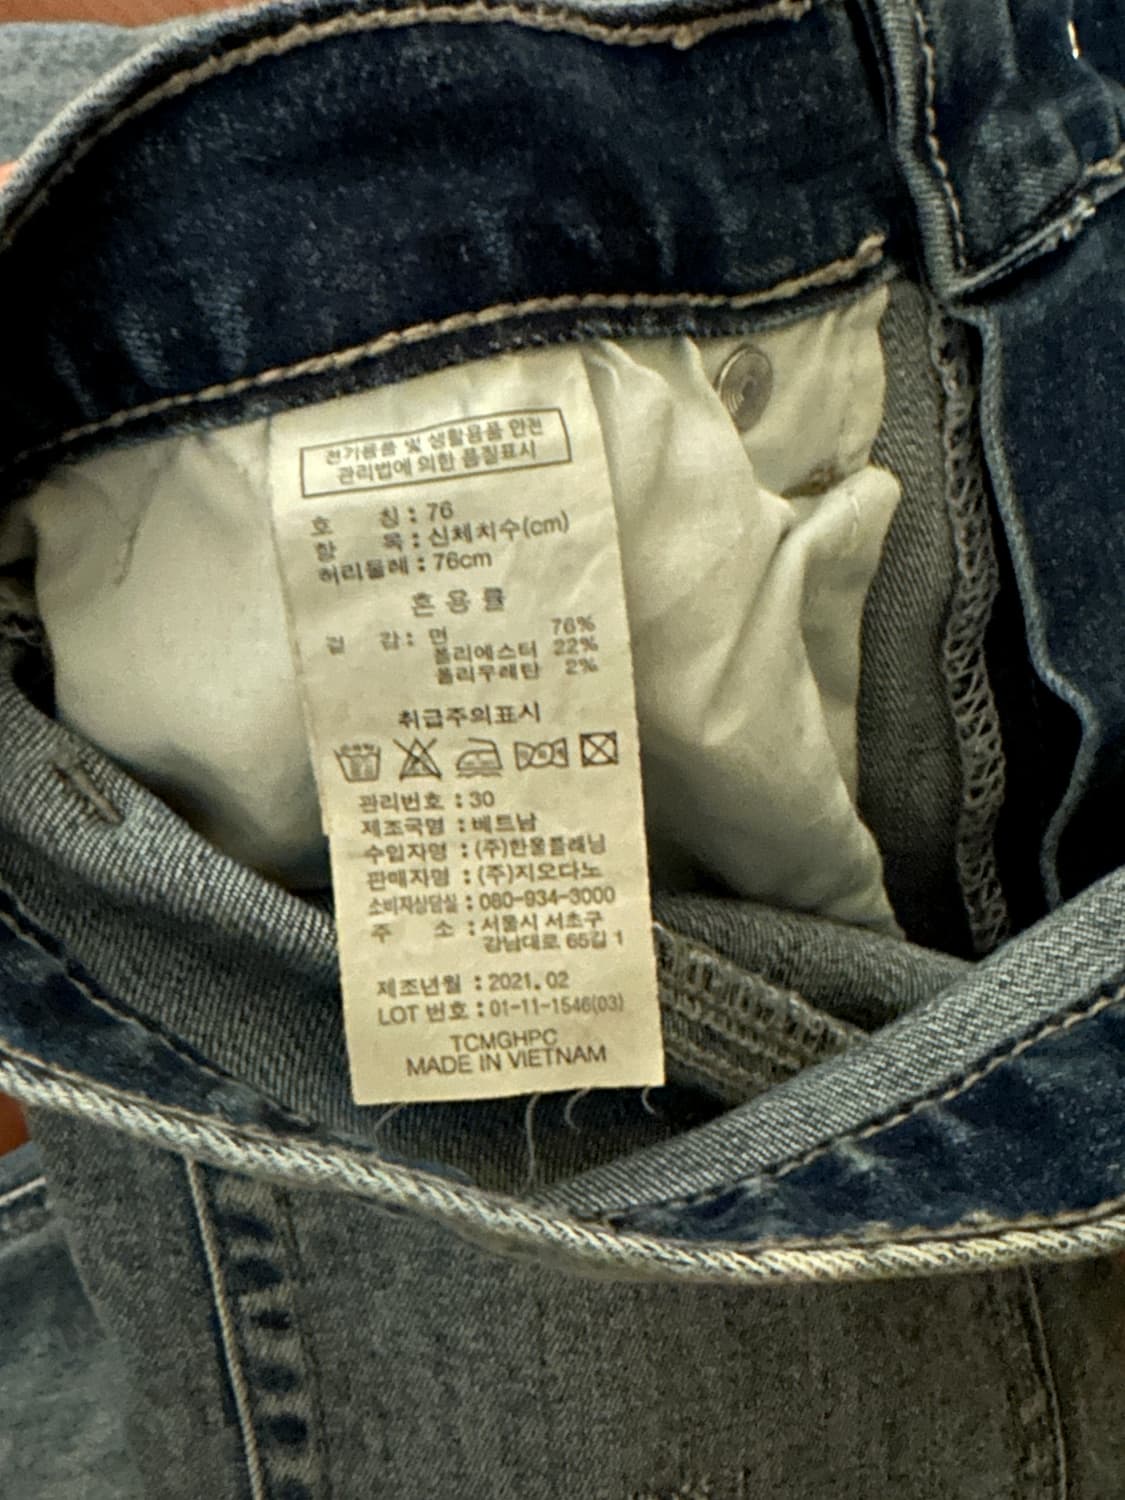 전기용품 및 생활용품 안전
관리법에 의한 품질표시
호 칭 : 76
항 목 : 신체치수(cm)
허리둘레 : 76cm
혼용률
겉 감 : 면 76%
폴리에스터 22%
폴리우레탄 2%
취급주의표시
관리번호 : 30
제조국명 : 베트남
수입자명 : (주)한울플래닝
판매자명 : (주)지오다노
소비자상담실 : 080-934-3000
주 소 : 서울시 서초구
강남대로 65길 1
제조년월 : 2021.02
LOT 번호 : 01-11-1546(03)
TCMGHPC
MADE IN VIETNAM